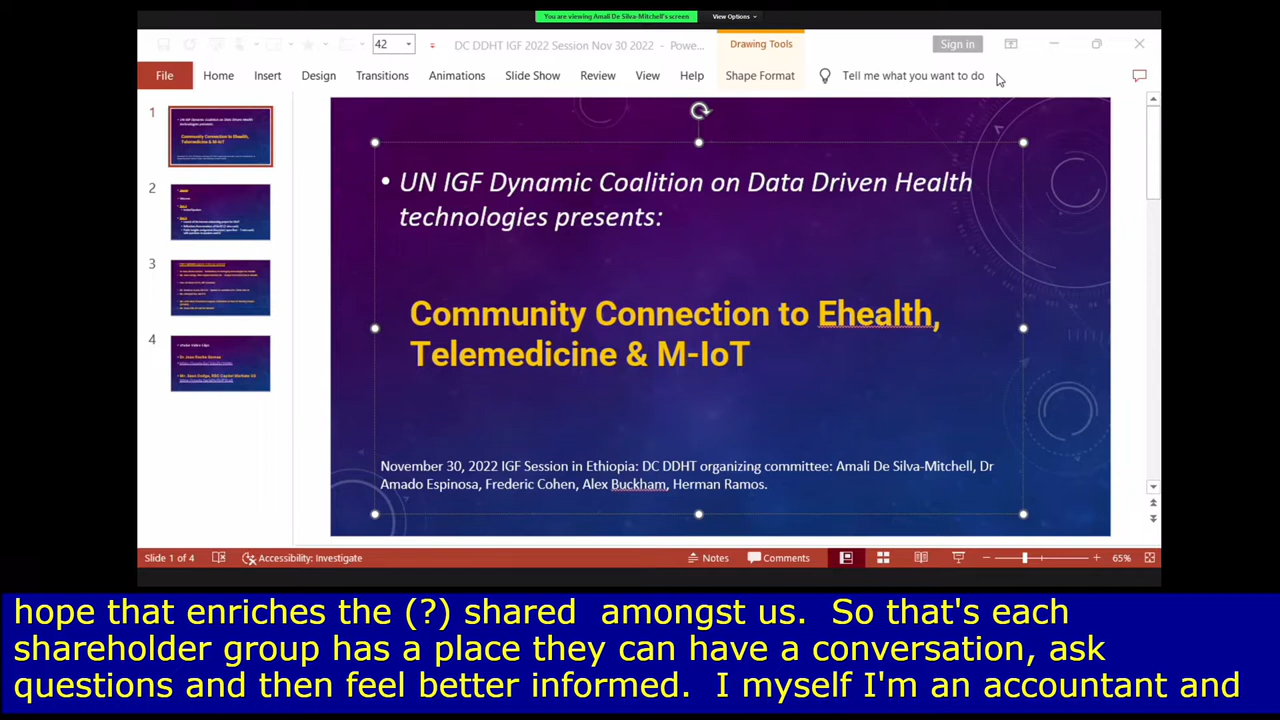 You are viewing Amali De Silva-Mitchell's screen
View Options
42
DC DDHT IGF 2022 Session Nov 30 2022 - Powe...
Drawing Tools
Sign in
File
Home
Insert
Design
Transitions
Animations
Slide Show
Review
View
Help
Shape Format
Tell me what you want to do
1
2
3
4
• UN IGF Dynamic Coalition on Data Driven Health
technologies presents:
Community Connection to Ehealth,
Telemedicine & M-IoT
November 30, 2022 IGF Session in Ethiopia: DC DDHT organizing committee: Amali De Silva-Mitchell, Dr
Amado Espinosa, Frederic Cohen, Alex Buckham, Herman Ramos.
Slide 1 of 4
Accessibility: Investigate
Notes
Comments
65%
hope that enriches the (?) shared  amongst us.  So that's each
shareholder group has a place they can have a conversation, ask
questions and then feel better informed.  I myself I'm an accountant and